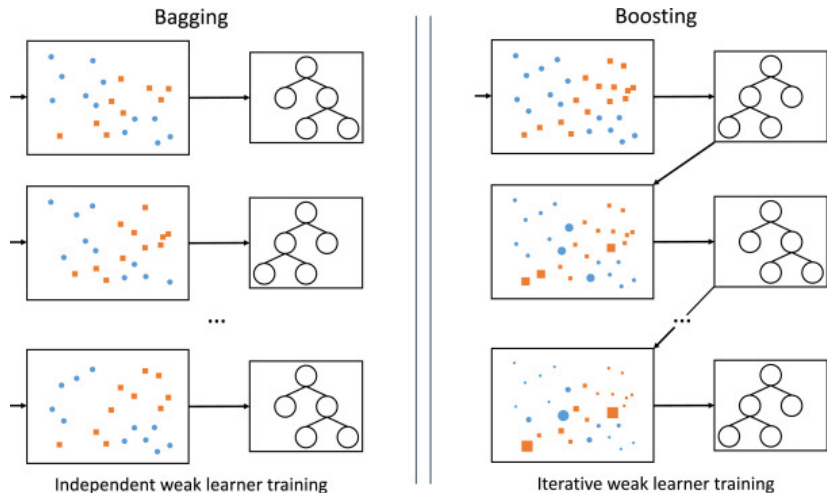 Bagging
Boosting
...
...
Independent weak learner training
Iterative weak learner training